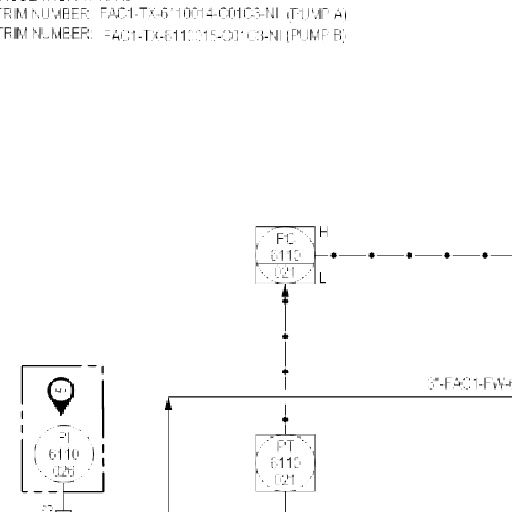 TRIM NUMBER: FAC1-TX-6110014-C01C3-NI (PUMP A)
TRIM NUMBER: FAC1-TX-6110015-C01C3-NI (PUMP B)
H
PC
6110
021
L
3"-FAC1-FW-
PI
6110
026
PT
6110
021